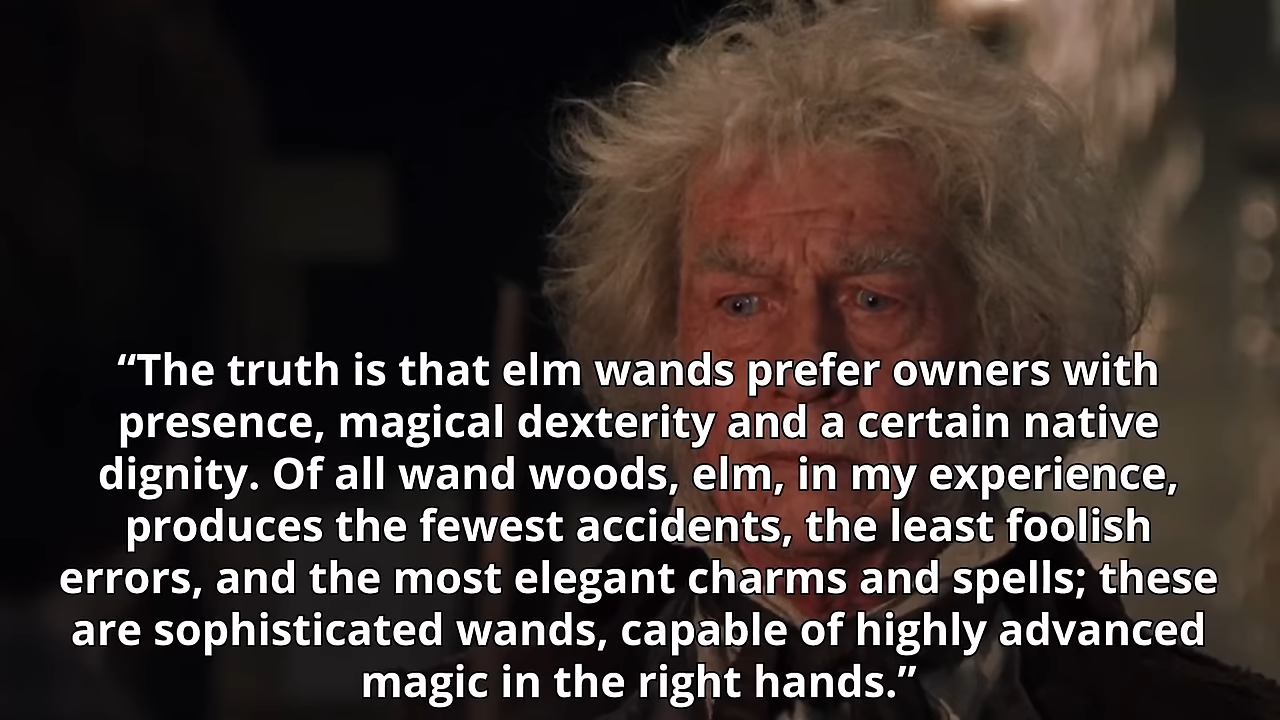 “The truth is that elm wands prefer owners with
presence, magical dexterity and a certain native
dignity. Of all wand woods, elm, in my experience,
produces the fewest accidents, the least foolish
errors, and the most elegant charms and spells; these
are sophisticated wands, capable of highly advanced
magic in the right hands.”